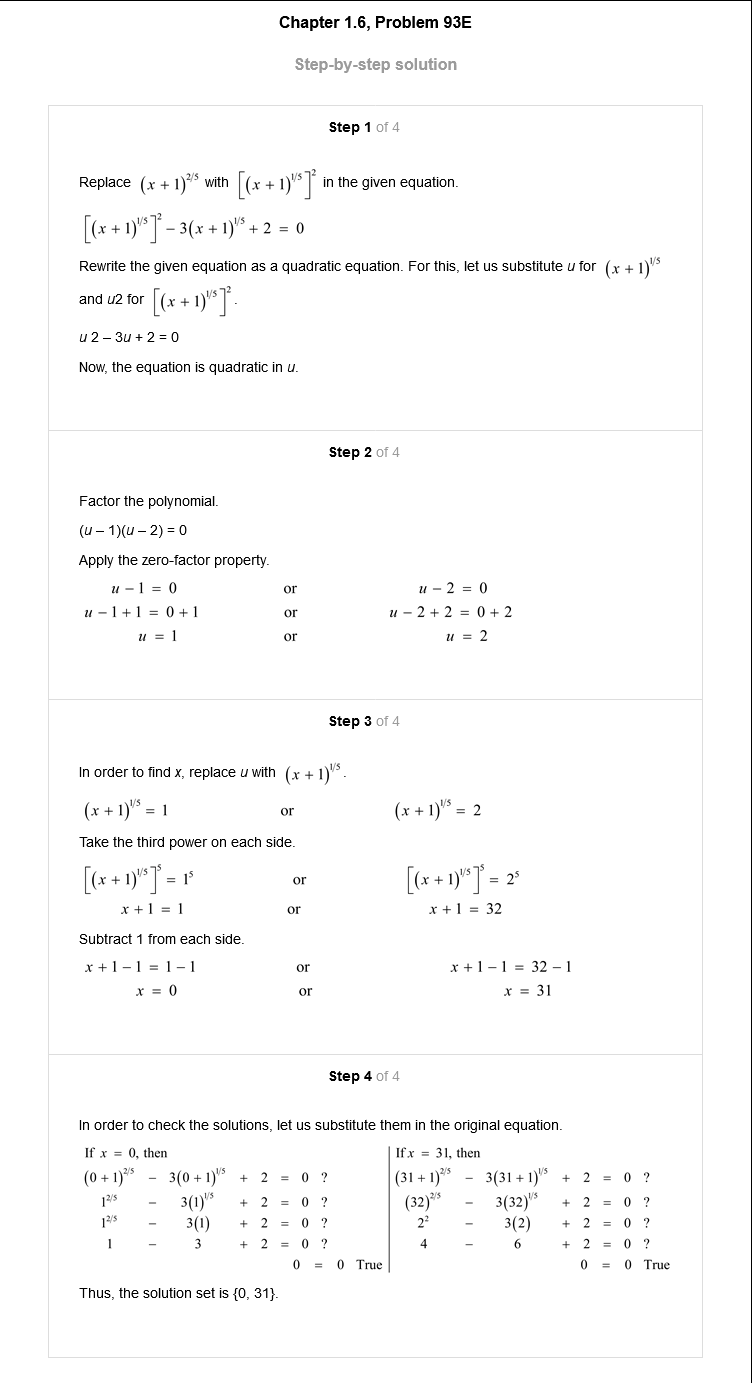 Chapter 1.6, Problem 93E
Step-by-step solution
Step 1 of 4
Replace (x + 1)^{2/5} with [(x + 1)^{1/5}]^2 in the given equation.
[(x + 1)^{1/5}]^2 − 3(x + 1)^{1/5} + 2 = 0
Rewrite the given equation as a quadratic equation. For this, let us substitute u for (x + 1)^{1/5}
and u2 for [(x + 1)^{1/5}]^2.
u 2 – 3u + 2 = 0
Now, the equation is quadratic in u.
Step 2 of 4
Factor the polynomial.
(u – 1)(u – 2) = 0
Apply the zero-factor property.
u − 1 = 0 or u − 2 = 0
u − 1 + 1 = 0 + 1 or u − 2 + 2 = 0 + 2
u = 1 or u = 2
Step 3 of 4
In order to find x, replace u with (x + 1)^{1/5}.
(x + 1)^{1/5} = 1 or (x + 1)^{1/5} = 2
Take the third power on each side.
[(x + 1)^{1/5}]^5 = 1^5 or [(x + 1)^{1/5}]^5 = 2^5
x + 1 = 1 or x + 1 = 32
Subtract 1 from each side.
x + 1 − 1 = 1 − 1 or x + 1 − 1 = 32 − 1
x = 0 or x = 31
Step 4 of 4
In order to check the solutions, let us substitute them in the original equation.
If x = 0, then
(0 + 1)^{2/5} − 3(0 + 1)^{1/5} + 2 = 0 ?
1^{2/5} − 3(1)^{1/5} + 2 = 0 ?
1^{2/5} − 3(1) + 2 = 0 ?
1 − 3 + 2 = 0 ?
0 = 0 True
If x = 31, then
(31 + 1)^{2/5} − 3(31 + 1)^{1/5} + 2 = 0 ?
(32)^{2/5} − 3(32)^{1/5} + 2 = 0 ?
2^2 − 3(2) + 2 = 0 ?
4 − 6 + 2 = 0 ?
0 = 0 True
Thus, the solution set is {0, 31}.